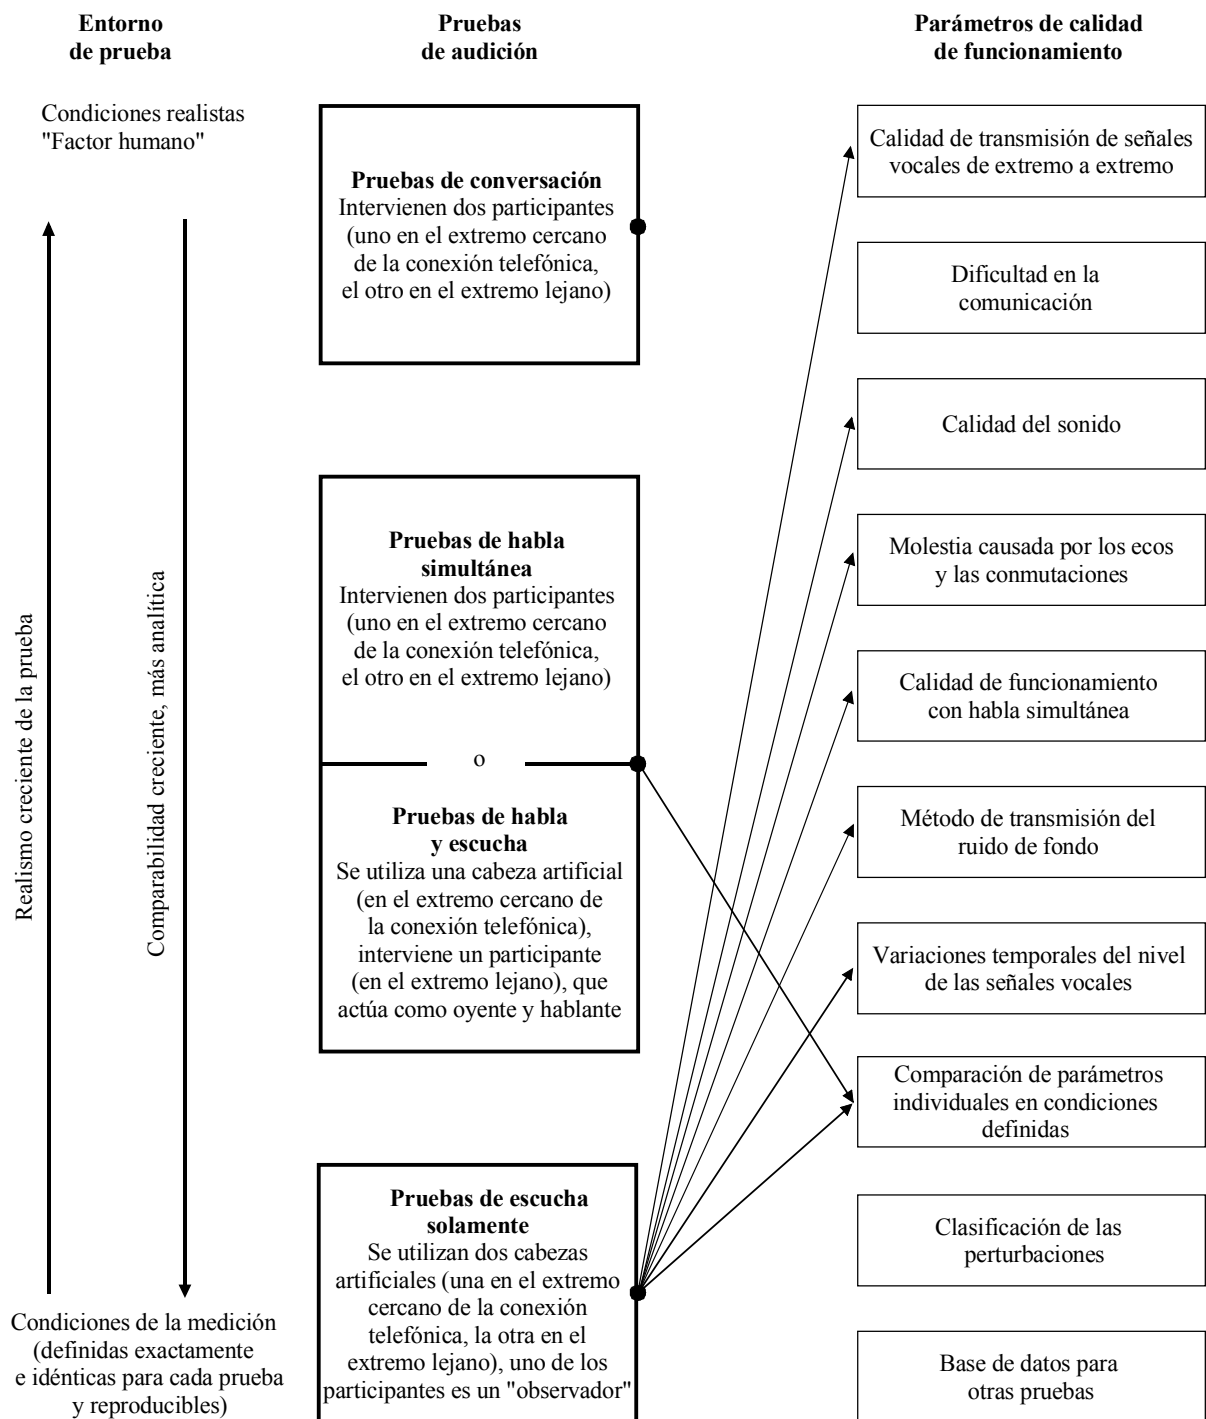 Entorno
de prueba
Pruebas
de audición
Parámetros de calidad
de funcionamiento
Condiciones realistas
"Factor humano"
Realismo creciente de la prueba
Comparabilidad creciente, más analítica
Condiciones de la medición
(definidas exactamente
e idénticas para cada prueba
y reproducibles)
Pruebas de conversación
Intervienen dos participantes
(uno en el extremo cercano
de la conexión telefónica,
el otro en el extremo lejano)
Pruebas de habla
simultánea
Intervienen dos participantes
(uno en el extremo cercano
de la conexión telefónica,
el otro en el extremo lejano)
o
Pruebas de habla
y escucha
Se utiliza una cabeza artificial
(en el extremo cercano de
la conexión telefónica),
interviene un participante
(en el extremo lejano), que
actúa como oyente y hablante
Pruebas de escucha
solamente
Se utilizan dos cabezas
artificiales (una en el extremo
cercano de la conexión
telefónica, la otra en el
extremo lejano), uno de los
participantes es un "observador"
Calidad de transmisión de señales
vocales de extremo a extremo
Dificultad en la
comunicación
Calidad del sonido
Molestia causada por los ecos
y las conmutaciones
Calidad de funcionamiento
con habla simultánea
Método de transmisión del
ruido de fondo
Variaciones temporales del nivel
de las señales vocales
Comparación de parámetros
individuales en condiciones
definidas
Clasificación de las
perturbaciones
Base de datos para
otras pruebas